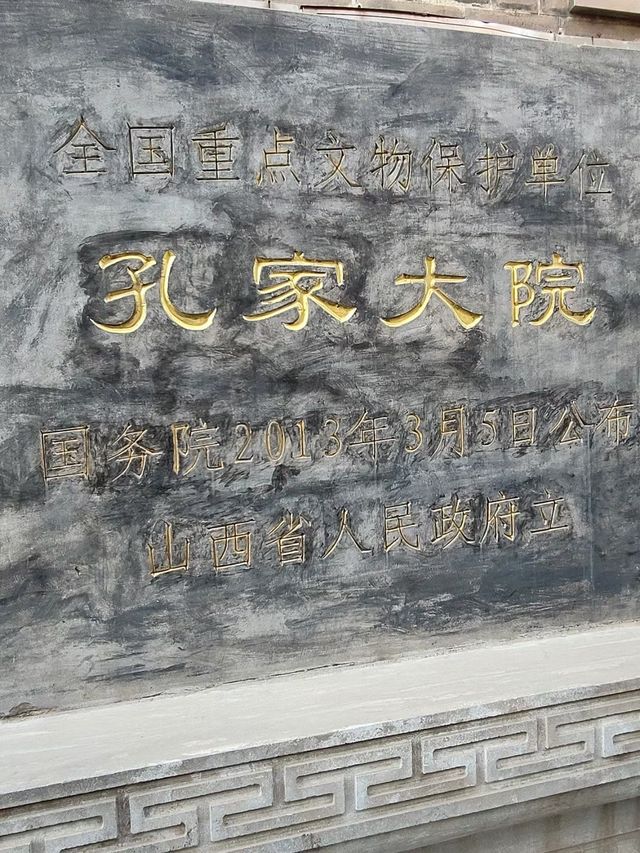 全国重点文物保护单位
孔家大院
国务院2013年3月5日公布
山西省人民政府立